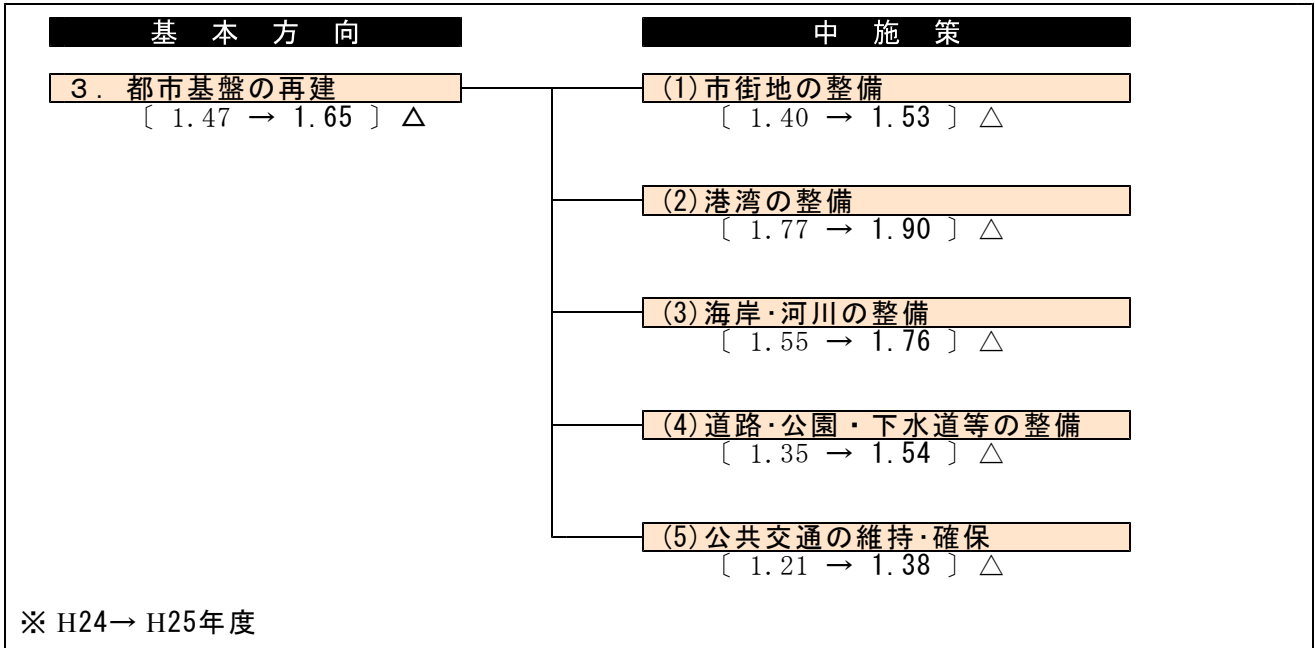 基本方向
中施策
３．都市基盤の再建
〔 1.47 → 1.65 〕△
(1)市街地の整備
〔 1.40 → 1.53 〕△
(2)港湾の整備
〔 1.77 → 1.90 〕△
(3)海岸･河川の整備
〔 1.55 → 1.76 〕△
(4)道路･公園・下水道等の整備
〔 1.35 → 1.54 〕△
(5)公共交通の維持･確保
〔 1.21 → 1.38 〕△
※ H24→ H25年度